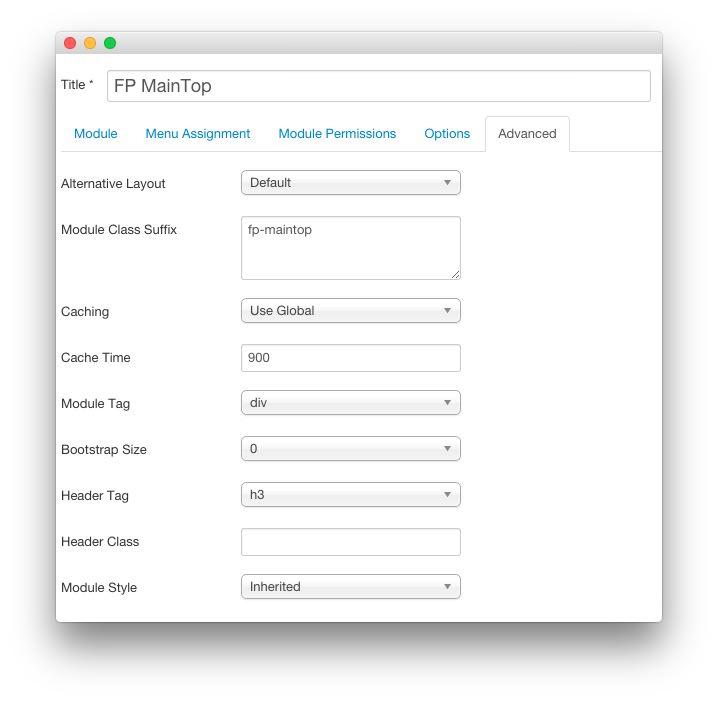 Title * FP MainTop
Module Menu Assignment Module Permissions Options Advanced
Alternative Layout Default
Module Class Suffix fp-maintop
Caching Use Global
Cache Time 900
Module Tag div
Bootstrap Size 0
Header Tag h3
Header Class
Module Style Inherited